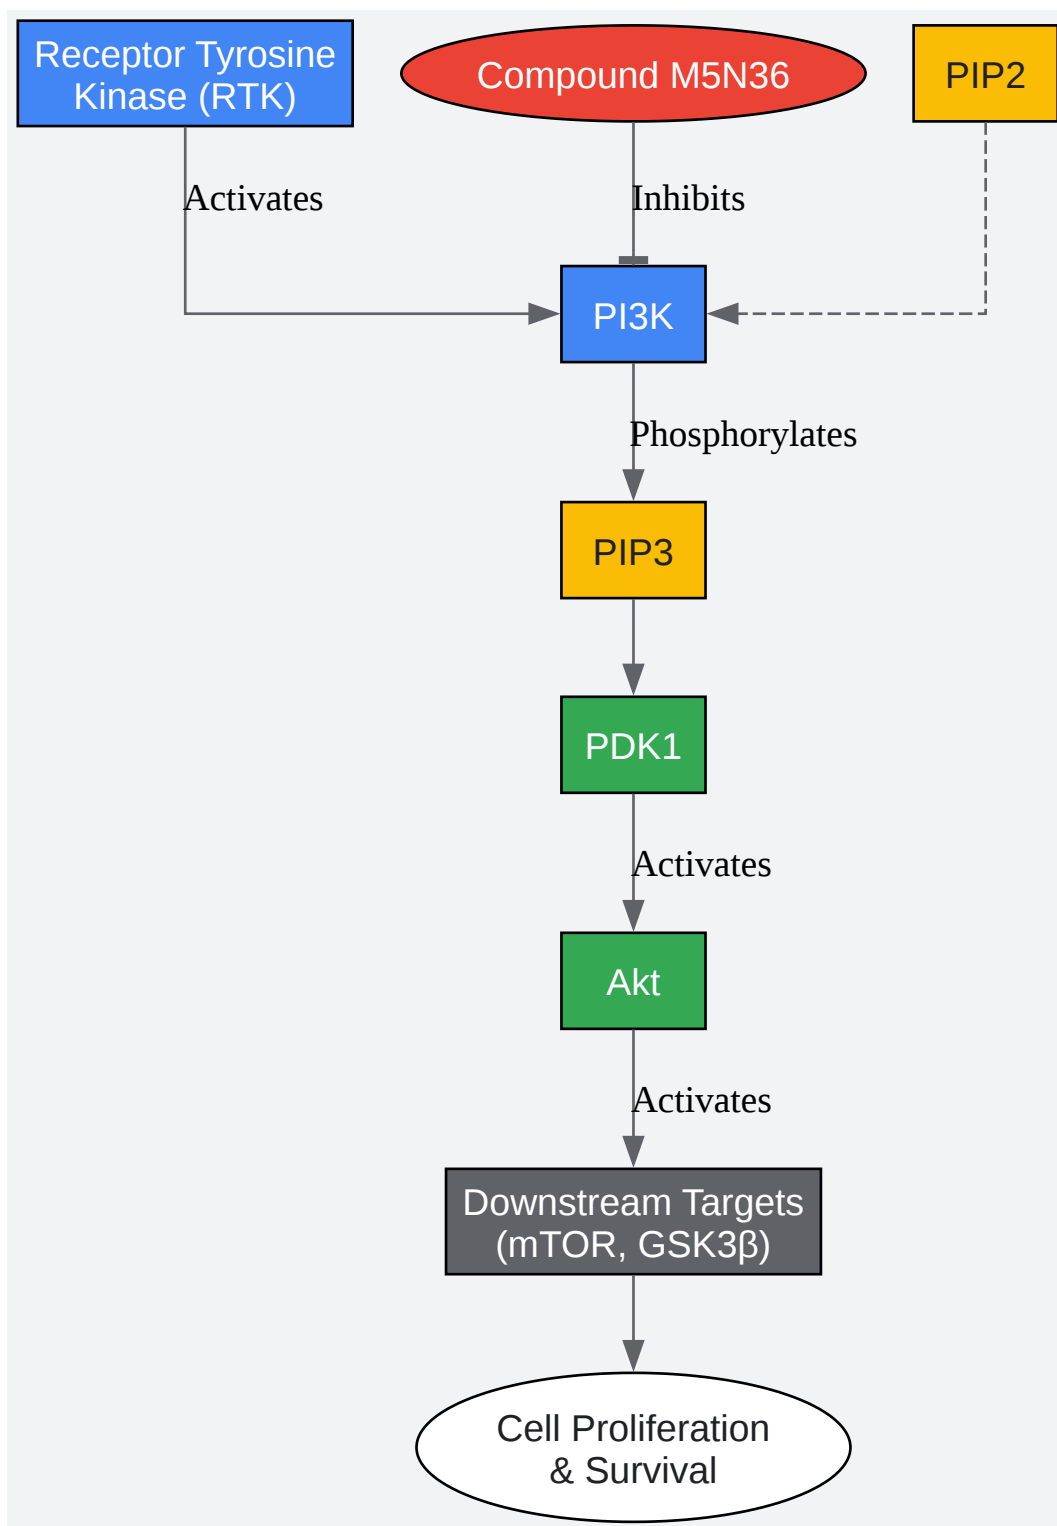 Receptor Tyrosine
Kinase (RTK)
Compound M5N36
PIP2
Activates
Inhibits
PI3K
Phosphorylates
PIP3
PDK1
Activates
Akt
Activates
Downstream Targets
(mTOR, GSK3β)
Cell Proliferation
& Survival